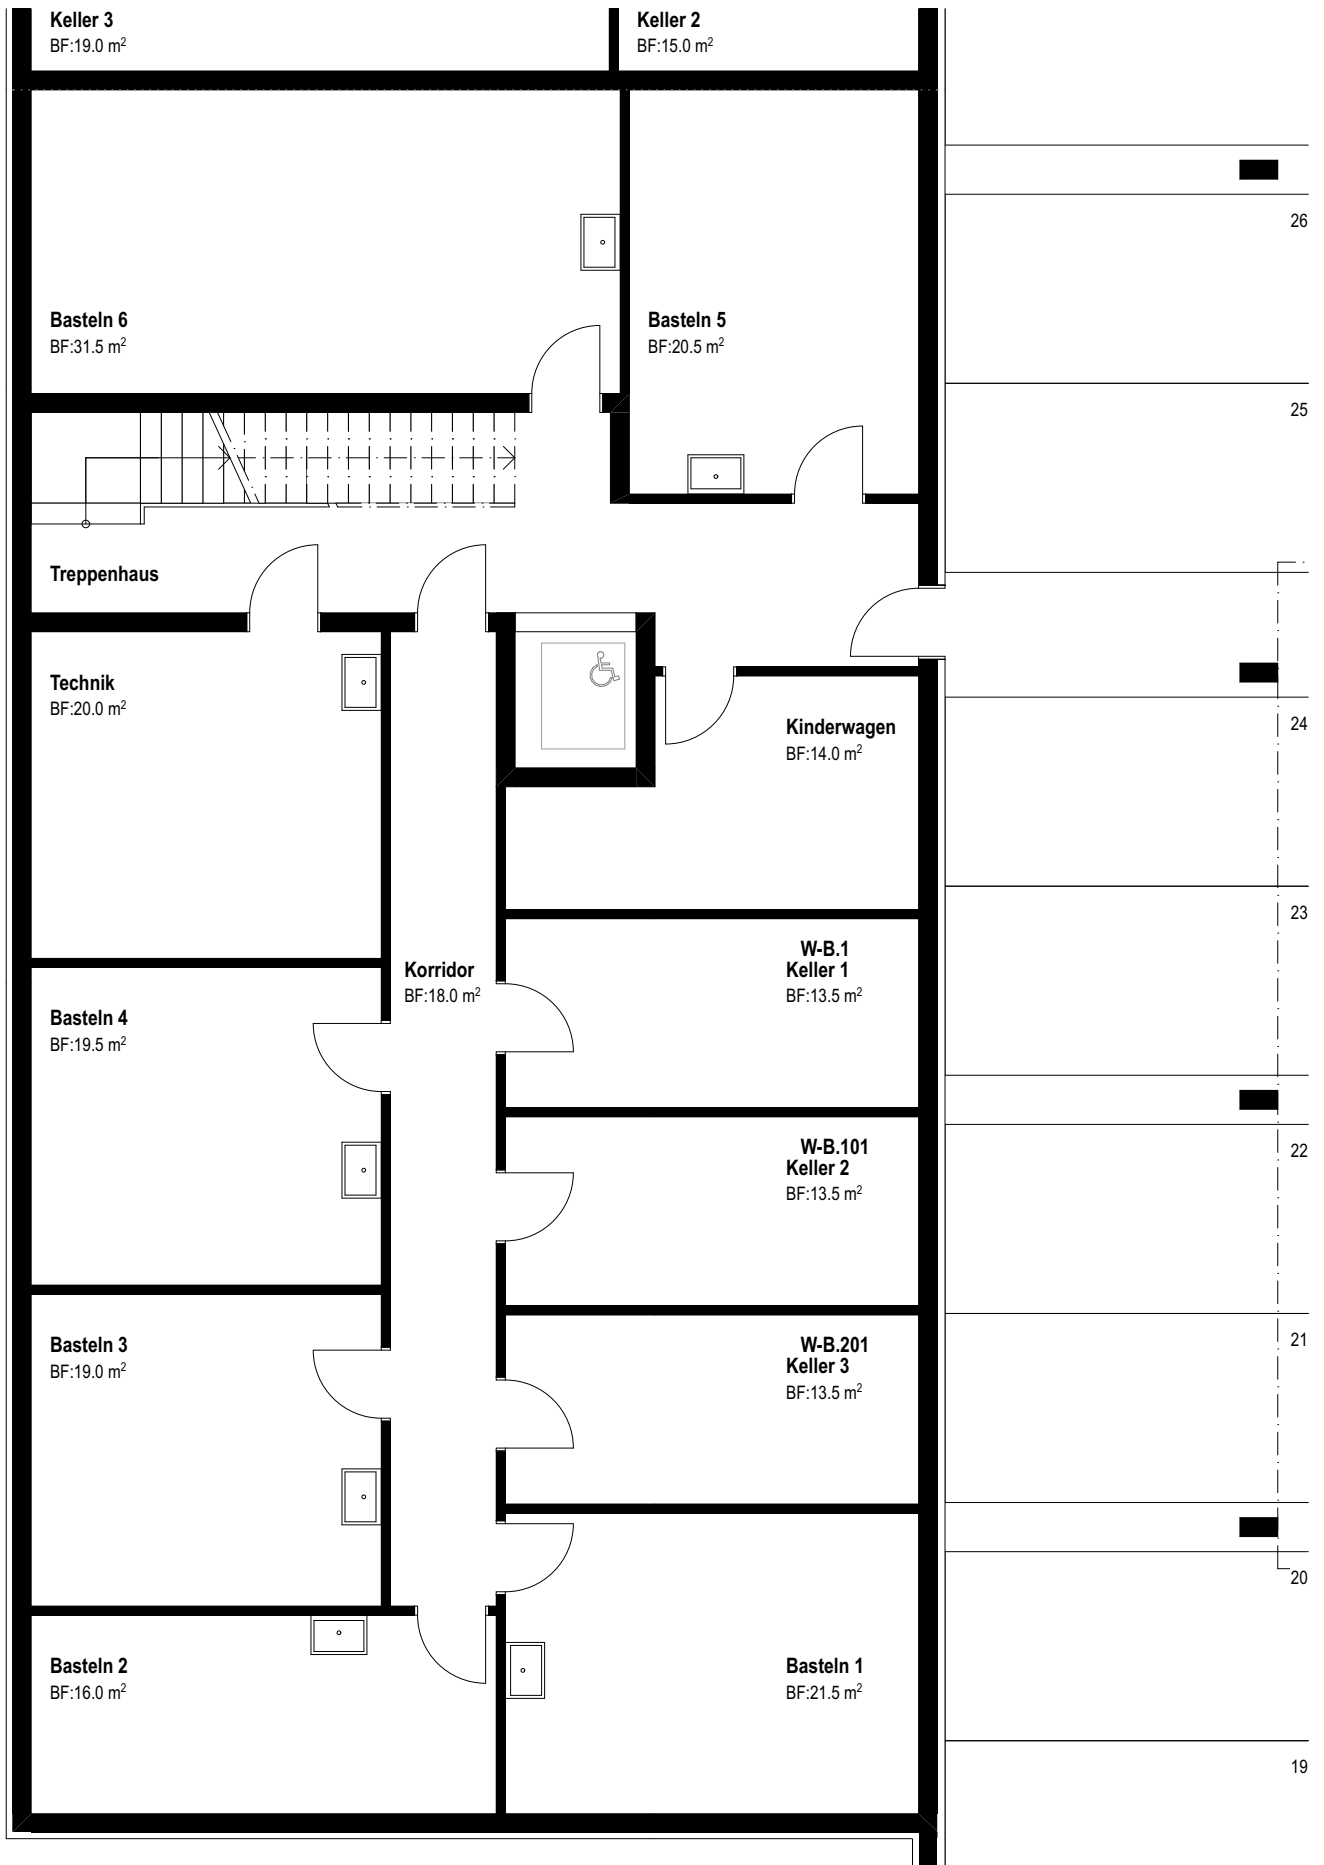 Keller 3
BF:19.0 m²
Keller 2
BF:15.0 m²
26
Basteln 6
BF:31.5 m²
Basteln 5
BF:20.5 m²
25
Treppenhaus
Technik
BF:20.0 m²
Kinderwagen
BF:14.0 m²
24
23
W-B.1
Keller 1
BF:13.5 m²
Korridor
BF:18.0 m²
Basteln 4
BF:19.5 m²
W-B.101
Keller 2
BF:13.5 m²
22
Basteln 3
BF:19.0 m²
W-B.201
Keller 3
BF:13.5 m²
21
20
Basteln 2
BF:16.0 m²
Basteln 1
BF:21.5 m²
19